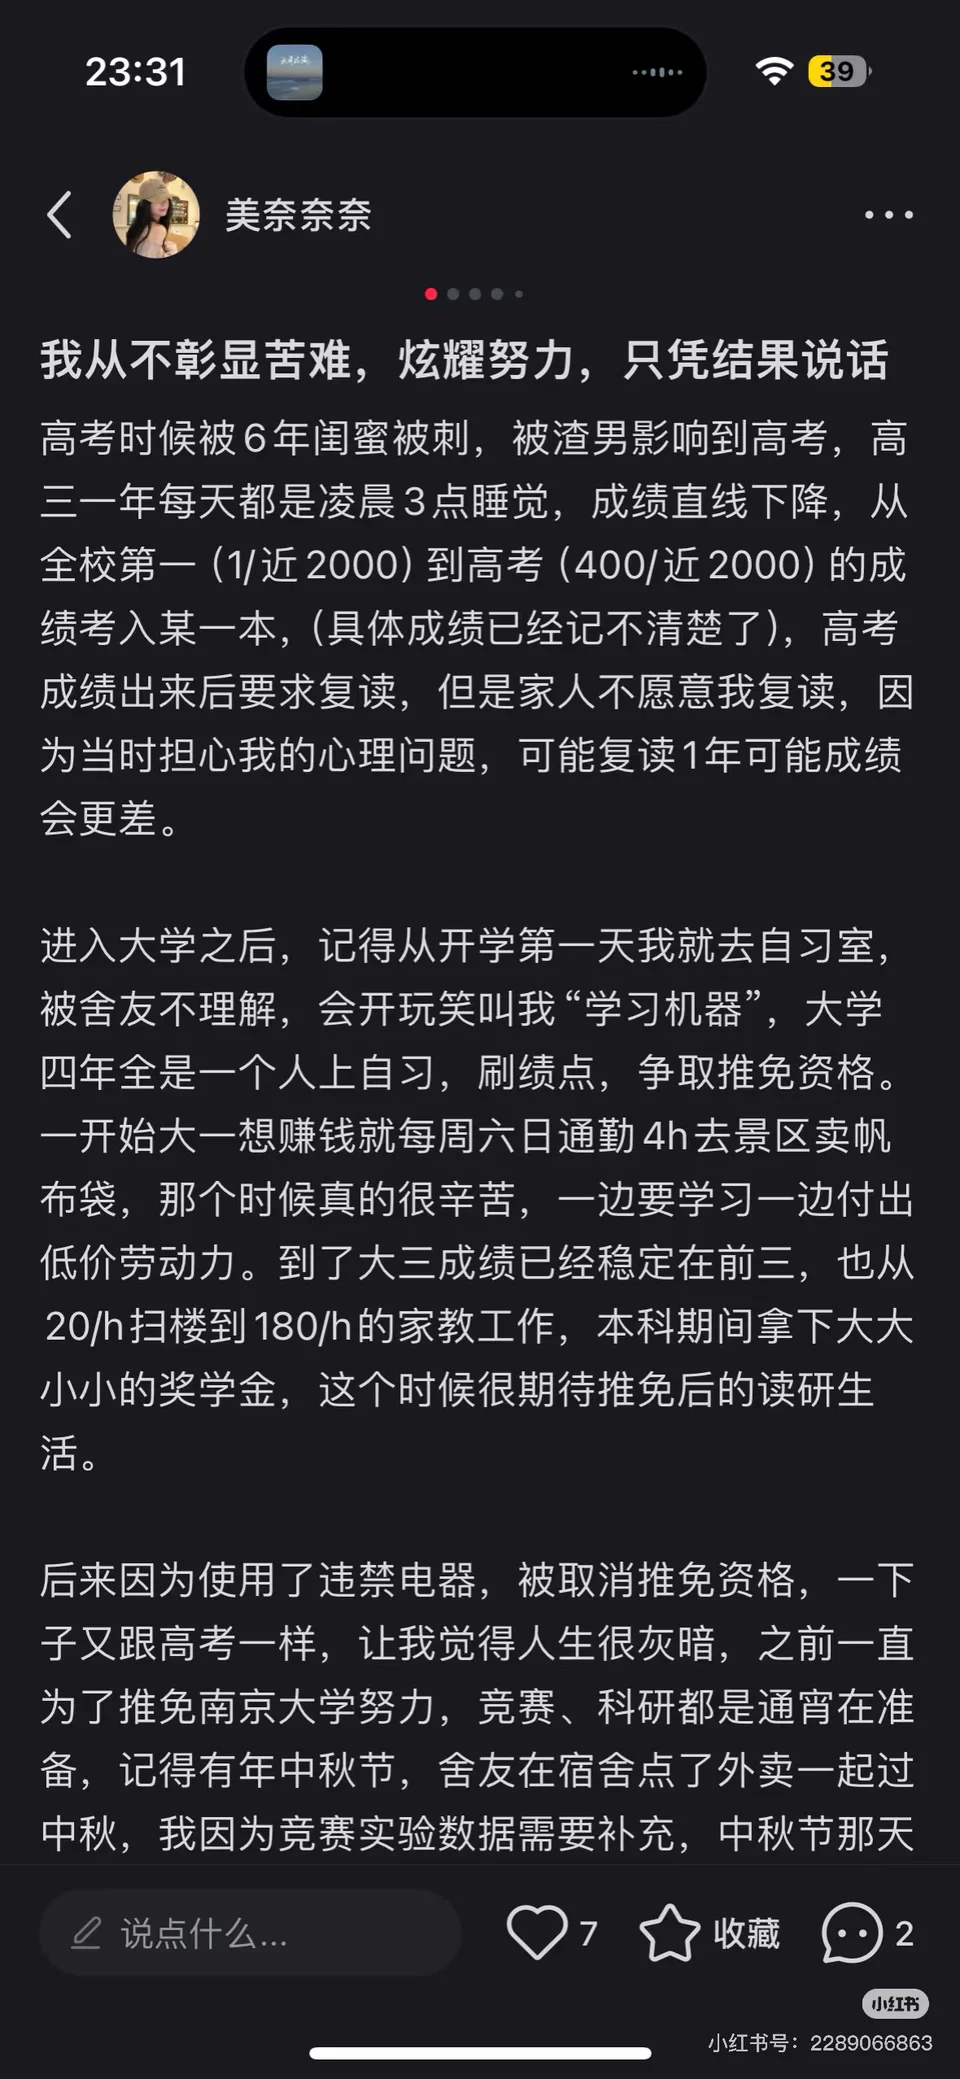 23:31
39
美奈奈奈
我从不彰显苦难，炫耀努力，只凭结果说话
高考时候被6年闺蜜被刺，被渣男影响到高考，高
三一年每天都是凌晨3点睡觉，成绩直线下降，从
全校第一（1/近2000）到高考（400/近2000）的成
绩考入某一本，（具体成绩已经记不清楚了），高考
成绩出来后要求复读，但是家人不愿意我复读，因
为当时担心我的心理问题，可能复读1年可能成绩
会更差。
进入大学之后，记得从开学第一天我就去自习室，
被舍友不理解，会开玩笑叫我“学习机器”，大学
四年全是一个人上自习，刷绩点，争取推免资格。
一开始大一想赚钱就每周六日通勤4h去景区卖帆
布袋，那个时候真的很辛苦，一边要学习一边付出
低价劳动力。到了大三成绩已经稳定在前三，也从
20/h扫楼到180/h的家教工作，本科期间拿下大大
小小的奖学金，这个时候很期待推免后的读研生
活。
后来因为使用了违禁电器，被取消推免资格，一下
子又跟高考一样，让我觉得人生很灰暗，之前一直
为了推免南京大学努力，竞赛、科研都是通宵在准
备，记得有年中秋节，舍友在宿舍点了外卖一起过
中秋，我因为竞赛实验数据需要补充，中秋节那天
说点什么...
7
收藏
2
小红书
小红书号：2289066863